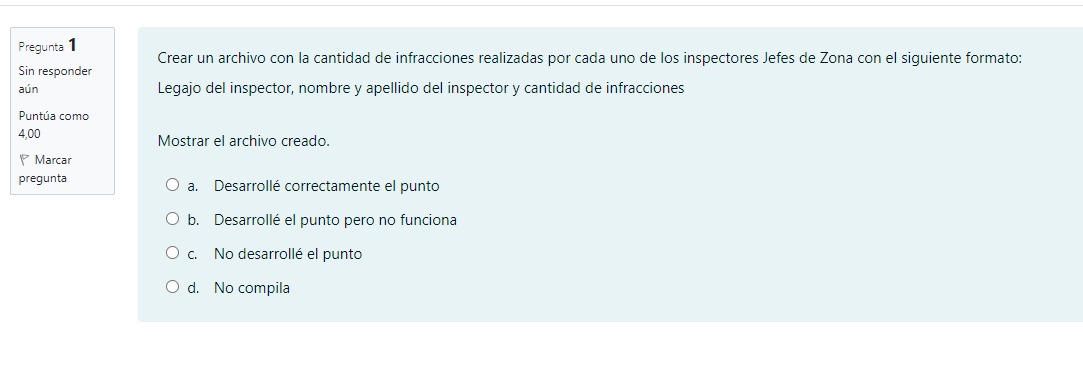 Pregunta 1
Sin responder
aún
Puntúa como
4,00
Marcar
pregunta
Crear un archivo con la cantidad de infracciones realizadas por cada uno de los inspectores Jefes de Zona con el siguiente formato:
Legajo del inspector, nombre y apellido del inspector y cantidad de infracciones
Mostrar el archivo creado.
a. Desarrollé correctamente el punto
b. Desarrollé el punto pero no funciona
c. No desarrollé el punto
d. No compila